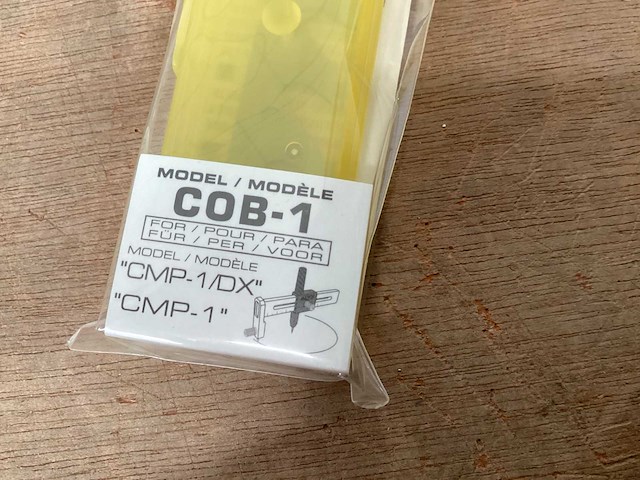 MODEL / MODÈLE
COB-1
FOR / POUR / PARA
FÜR / PER / VOOR
MODEL / MODÈLE
"CMP-1/DX"
"CMP-1"